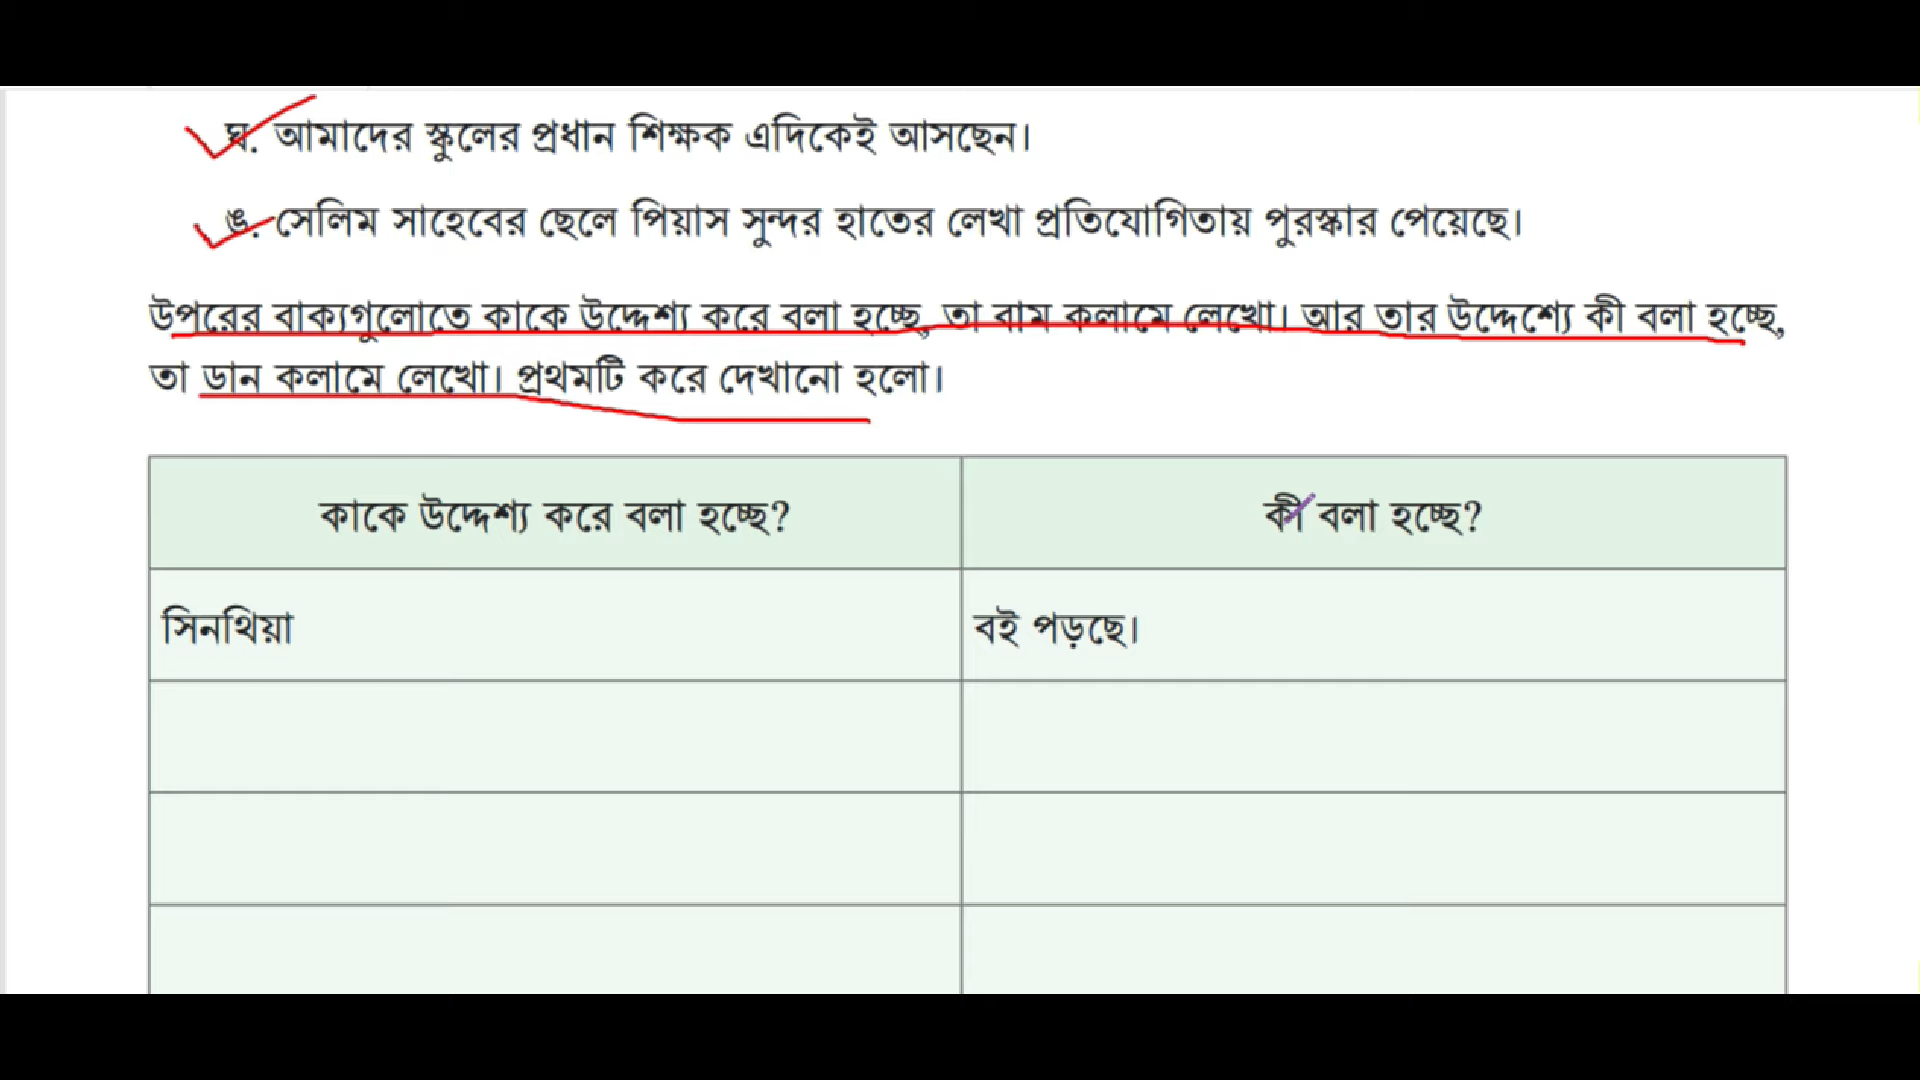 ঘ. আমাদের স্কুলের প্রধান শিক্ষক এদিকেই আসছেন।
ঙ. সেলিম সাহেবের ছেলে পিয়াস সুন্দর হাতের লেখা প্রতিযোগিতায় পুরস্কার পেয়েছে।
উপরের বাক্যগুলোতে কাকে উদ্দেশ্য করে বলা হচ্ছে, তা বাম কলামে লেখো। আর তার উদ্দেশ্যে কী বলা হচ্ছে,
তা ডান কলামে লেখো। প্রথমটি করে দেখানো হলো।
কাকে উদ্দেশ্য করে বলা হচ্ছে?
কী বলা হচ্ছে?
সিনথিয়া
বই পড়ছে।